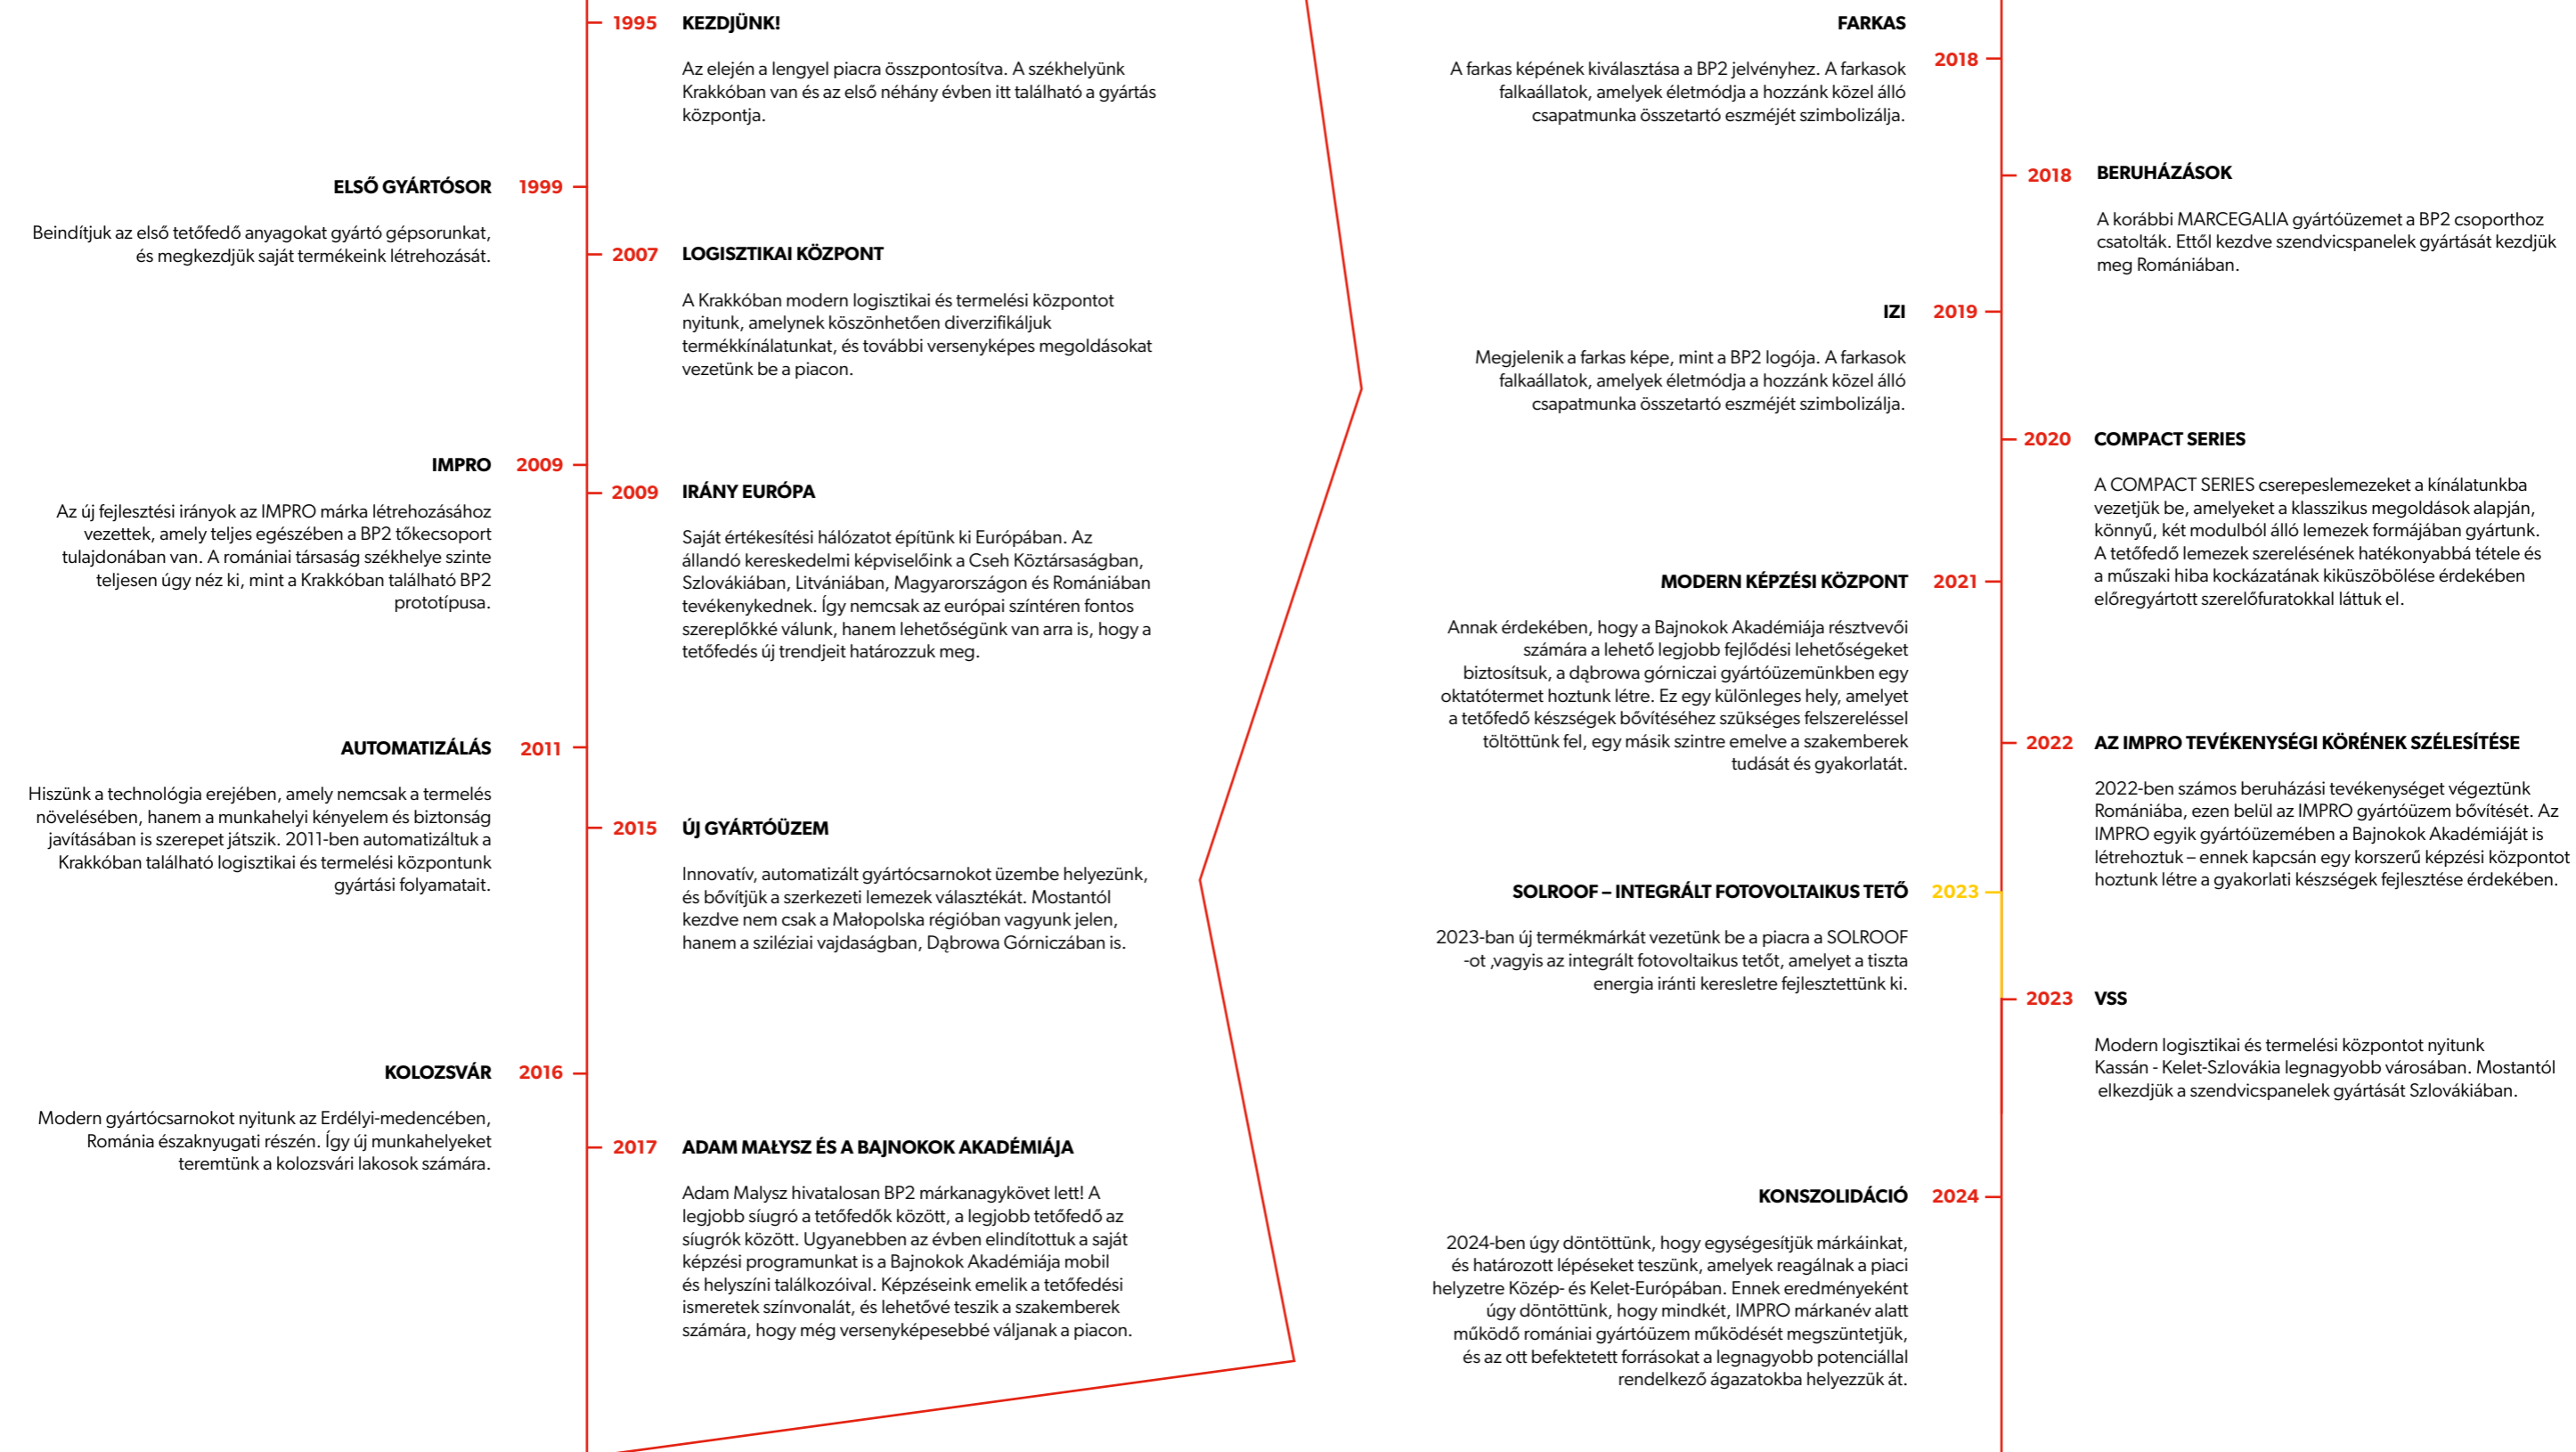 1995 KEZDJÜNK!
Az elején a lengyel piacra összpontosítva. A székhelyünk
Krakkóban van és az első néhány évben itt található a gyártás
központja.
ELSŐ GYÁRTÓSOR 1999
Beindítjuk az első tetőfedő anyagokat gyártó gépsorunkat,
és megkezdjük saját termékeink létrehozását.
2007 LOGISZTIKAI KÖZPONT
A Krakkóban modern logisztikai és termelési központot
nyitunk, amelynek köszönhetően diverzifikáljuk
termékkínálatunkat, és további versenyképes megoldásokat
vezetünk be a piacon.
IMPRO 2009
Az új fejlesztési irányok az IMPRO márka létrehozásához
vezettek, amely teljes egészében a BP2 tőkecsoport
tulajdonában van. A romániai társaság székhelye szinte
teljesen úgy néz ki, mint a Krakkóban található BP2
prototípusa.
2009 IRÁNY EURÓPA
Saját értékesítési hálózatot építünk ki Európában. Az
állandó kereskedelmi képviselőink a Cseh Köztársaságban,
Szlovákiában, Litvániában, Magyarországon és Romániában
tevékenykednek. Így nemcsak az európai színtéren fontos
szereplőkké válunk, hanem lehetőségünk van arra is, hogy a
tetőfedés új trendjeit határozzuk meg.
AUTOMATIZÁLÁS 2011
Hiszünk a technológia erejében, amely nemcsak a termelés
növelésében, hanem a munkahelyi kényelem és biztonság
javításában is szerepet játszik. 2011-ben automatizáltuk a
Krakkóban található logisztikai és termelési központunk
gyártási folyamatait.
2015 ÚJ GYÁRTÓÜZEM
Innovatív, automatizált gyártócsarnokot üzembe helyezünk,
és bővítjük a szerkezeti lemezek választékát. Mostantól
kezdve nem csak a Małopolska régióban vagyunk jelen,
hanem a sziléziai vajdaságban, Dąbrowa Górniczában is.
KOLOZSVÁR 2016
Modern gyártócsarnokot nyitunk az Erdélyi-medencében,
Románia északnyugati részén. Így új munkahelyeket
teremtünk a kolozsvári lakosok számára.
2017 ADAM MAŁYSZ ÉS A BAJNOKOK AKADÉMIÁJA
Adam Malysz hivatalosan BP2 márkanagykövet lett! A
legjobb síugró a tetőfedők között, a legjobb tetőfedő az
síugrók között. Ugyanebben az évben elindítottuk a saját
képzési programunkat is a Bajnokok Akadémiája mobil
és helyszíni találkozóival. Képzéseink emelik a tetőfedési
ismeretek színvonalát, és lehetővé teszik a szakemberek
számára, hogy még versenyképesebbé váljanak a piacon.
FARKAS
2018
A farkas képének kiválasztása a BP2 jelvényhez. A farkasok
falkaállatok, amelyek életmódja a hozzánk közel álló
csapatmunka összetartó eszméjét szimbolizálja.
2018 BERUHÁZÁSOK
A korábbi MARCEGALIA gyártóüzemet a BP2 csoporthoz
csatolták. Ettől kezdve szendvicspanelek gyártását kezdjük
meg Romániában.
IZI 2019
Megjelenik a farkas képe, mint a BP2 logója. A farkasok
falkaállatok, amelyek életmódja a hozzánk közel álló
csapatmunka összetartó eszméjét szimbolizálja.
2020 COMPACT SERIES
A COMPACT SERIES cserepeslemezeket a kínálatunkba
vezetjük be, amelyeket a klasszikus megoldások alapján,
könnyű, két modulból álló lemezek formájában gyártunk.
A tetőfedő lemezek szerelésének hatékonyabbá tétele és
a műszaki hiba kockázatának kiküszöbölése érdekében
előregyártott szerelőfuratokkal láttuk el.
MODERN KÉPZÉSI KÖZPONT 2021
Annak érdekében, hogy a Bajnokok Akadémiája résztvevői
számára a lehető legjobb fejlődési lehetőségeket
biztosítsuk, a dąbrowa górniczai gyártóüzemünkben egy
oktatótermet hoztunk létre. Ez egy különleges hely, amelyet
a tetőfedő készségek bővítéséhez szükséges felszereléssel
töltöttünk fel, egy másik szintre emelve a szakemberek
tudását és gyakorlatát.
2022 AZ IMPRO TEVÉKENYSÉGI KÖRÉNEK SZÉLESÍTÉSE
2022-ben számos beruházási tevékenységet végeztünk
Romániába, ezen belül az IMPRO gyártóüzem bővítését. Az
IMPRO egyik gyártóüzemében a Bajnokok Akadémiáját is
létrehoztuk – ennek kapcsán egy korszerű képzési központot
hoztunk létre a gyakorlati készségek fejlesztése érdekében.
SOLROOF – INTEGRÁLT FOTOVOLTAIKUS TETŐ 2023
2023-ban új termékmárkát vezetünk be a piacra a SOLROOF
-ot ,vagyis az integrált fotovoltaikus tetőt, amelyet a tiszta
energia iránti keresletre fejlesztettünk ki.
2023 VSS
Modern logisztikai és termelési központot nyitunk
Kassán - Kelet-Szlovákia legnagyobb városában. Mostantól
elkezdjük a szendvicspanelek gyártását Szlovákiában.
KONSZOLIDÁCIÓ 2024
2024-ben úgy döntöttünk, hogy egységesítjük márkáinkat,
és határozott lépéseket teszünk, amelyek reagálnak a piaci
helyzetre Közép- és Kelet-Európában. Ennek eredményeként
úgy döntöttünk, hogy mindkét, IMPRO márkanév alatt
működő romániai gyártóüzem működését megszüntetjük,
és az ott befektetett forrásokat a legnagyobb potenciállal
rendelkező ágazatokba helyezzük át.